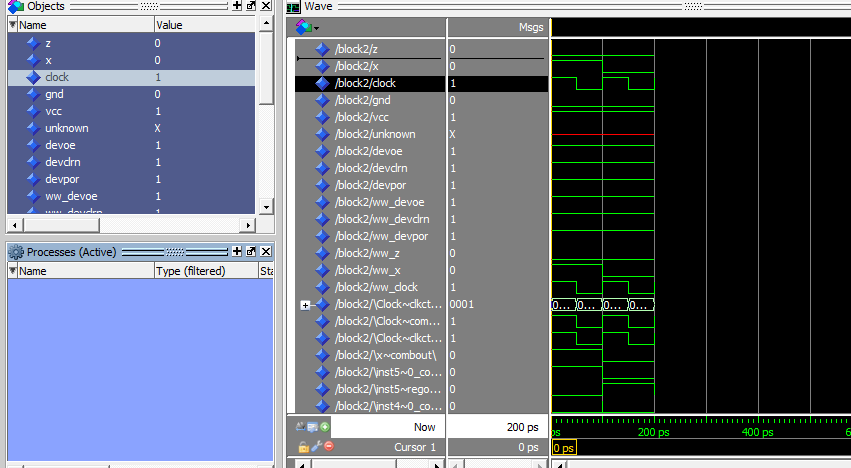 Objects
Name Value
z 0
x 0
clock 1
gnd 0
vcc 1
unknown X
devoe 1
devclrn 1
devpor 1
ww_devoe 1
ww_devclrn 1
Processes (Active)
Name Type (filtered) Sta
Wave
Msgs
/block2/z 0
/block2/x 0
/block2/clock 1
/block2/gnd 0
/block2/vcc 1
/block2/unknown X
/block2/devoe 1
/block2/devclrn 1
/block2/devpor 1
/block2/ww_devoe 1
/block2/ww_devclrn 1
/block2/ww_devpor 1
/block2/ww_z 0
/block2/ww_x 0
/block2/ww_clock 1
/block2/\Clock~clkct... 0001 0... 0... 0... 0...
/block2/\Clock~com... 1
/block2/\Clock~clkct... 1
/block2/\x~combout\ 0
/block2/\inst5~0_co... 0
/block2/\inst5~rego... 0
/block2/\inst4~0_co... 0
Now 200 ps ps 200 ps 400 ps 6
Cursor 1 0 ps 0 ps